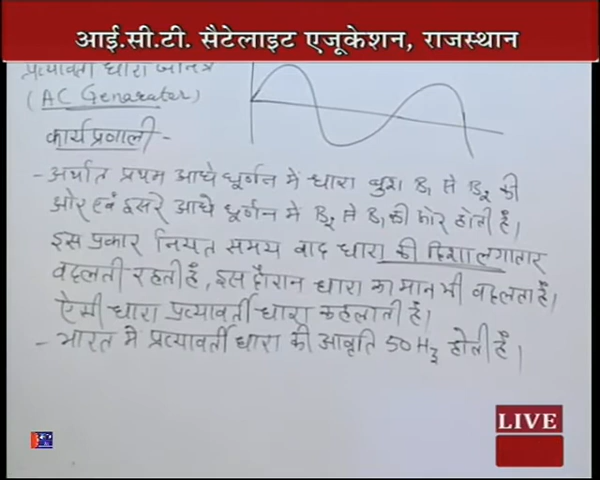 आई.सी.टी. सैटेलाइट एजूकेशन, राजस्थान
प्रत्यावर्ती धारा जनित्र
(AC Genarater)
कार्यप्रणाली -
- अर्थात प्रथम आधे घूर्णन में धारा बुश B₁ से B₂ की
ओर एवं दूसरे आधे घूर्णन में B₂ से B₁ की ओर होती है।
इस प्रकार नियत समय बाद धारा की दिशा लगातार
बदलती रहती है, इस दौरान धारा का मान भी बदलता है।
ऐसी धारा प्रत्यावर्ती धारा कहलाती है।
- भारत में प्रत्यावर्ती धारा की आवृति 50 Hz होती है।
LIVE